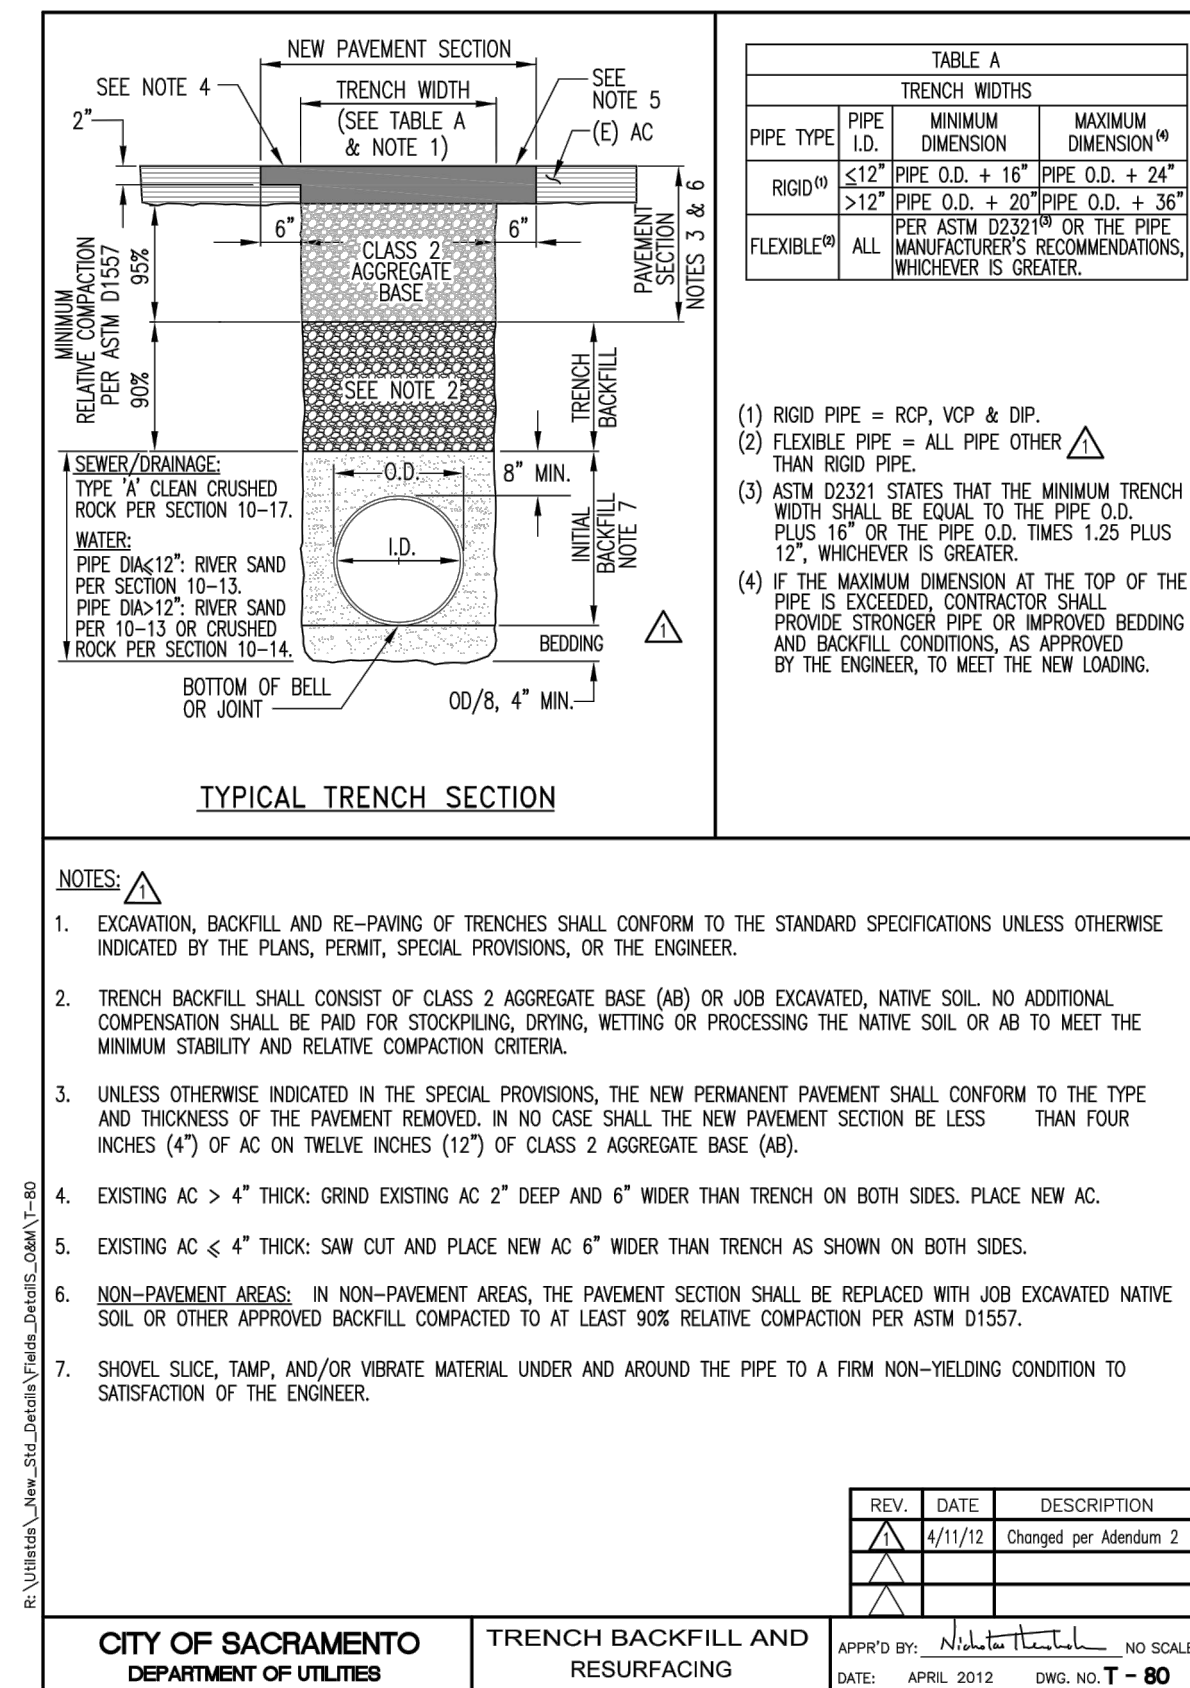 NEW PAVEMENT SECTION
SEE NOTE 4
TRENCH WIDTH
(SEE TABLE A
& NOTE 1)
SEE
NOTE 5
(E) AC
2"
6"
6"
CLASS 2
AGGREGATE
BASE
PAVEMENT
SECTION
NOTES 3 & 6
MINIMUM
RELATIVE COMPACTION
PER ASTM D1557
95%
90%
SEE NOTE 2
TRENCH
BACKFILL
SEWER/DRAINAGE:
TYPE 'A' CLEAN CRUSHED
ROCK PER SECTION 10-17.
WATER:
PIPE DIA≤12": RIVER SAND
PER SECTION 10-13.
PIPE DIA>12": RIVER SAND
PER 10-13 OR CRUSHED
ROCK PER SECTION 10-14.
O.D.
I.D.
8" MIN.
INITIAL
BACKFILL
NOTE 7
1
BEDDING
BOTTOM OF BELL
OR JOINT
OD/8, 4" MIN.
TYPICAL TRENCH SECTION
TABLE A
TRENCH WIDTHS
PIPE TYPE PIPE I.D. MINIMUM DIMENSION MAXIMUM DIMENSION (4)
RIGID(1) ≤12" PIPE O.D. + 16" PIPE O.D. + 24"
>12" PIPE O.D. + 20" PIPE O.D. + 36"
FLEXIBLE(2) ALL PER ASTM D2321(3) OR THE PIPE
MANUFACTURER'S RECOMMENDATIONS,
WHICHEVER IS GREATER.
(1) RIGID PIPE = RCP, VCP & DIP.
(2) FLEXIBLE PIPE = ALL PIPE OTHER 1
THAN RIGID PIPE.
(3) ASTM D2321 STATES THAT THE MINIMUM TRENCH
WIDTH SHALL BE EQUAL TO THE PIPE O.D.
PLUS 16" OR THE PIPE O.D. TIMES 1.25 PLUS
12", WHICHEVER IS GREATER.
(4) IF THE MAXIMUM DIMENSION AT THE TOP OF THE
PIPE IS EXCEEDED, CONTRACTOR SHALL
PROVIDE STRONGER PIPE OR IMPROVED BEDDING
AND BACKFILL CONDITIONS, AS APPROVED
BY THE ENGINEER, TO MEET THE NEW LOADING.
NOTES: 1
1. EXCAVATION, BACKFILL AND RE-PAVING OF TRENCHES SHALL CONFORM TO THE STANDARD SPECIFICATIONS UNLESS OTHERWISE
INDICATED BY THE PLANS, PERMIT, SPECIAL PROVISIONS, OR THE ENGINEER.
2. TRENCH BACKFILL SHALL CONSIST OF CLASS 2 AGGREGATE BASE (AB) OR JOB EXCAVATED, NATIVE SOIL. NO ADDITIONAL
COMPENSATION SHALL BE PAID FOR STOCKPILING, DRYING, WETTING OR PROCESSING THE NATIVE SOIL OR AB TO MEET THE
MINIMUM STABILITY AND RELATIVE COMPACTION CRITERIA.
3. UNLESS OTHERWISE INDICATED IN THE SPECIAL PROVISIONS, THE NEW PERMANENT PAVEMENT SHALL CONFORM TO THE TYPE
AND THICKNESS OF THE PAVEMENT REMOVED. IN NO CASE SHALL THE NEW PAVEMENT SECTION BE LESS THAN FOUR
INCHES (4") OF AC ON TWELVE INCHES (12") OF CLASS 2 AGGREGATE BASE (AB).
4. EXISTING AC > 4" THICK: GRIND EXISTING AC 2" DEEP AND 6" WIDER THAN TRENCH ON BOTH SIDES. PLACE NEW AC.
5. EXISTING AC ≤ 4" THICK: SAW CUT AND PLACE NEW AC 6" WIDER THAN TRENCH AS SHOWN ON BOTH SIDES.
6. NON-PAVEMENT AREAS: IN NON-PAVEMENT AREAS, THE PAVEMENT SECTION SHALL BE REPLACED WITH JOB EXCAVATED NATIVE
SOIL OR OTHER APPROVED BACKFILL COMPACTED TO AT LEAST 90% RELATIVE COMPACTION PER ASTM D1557.
7. SHOVEL SLICE, TAMP, AND/OR VIBRATE MATERIAL UNDER AND AROUND THE PIPE TO A FIRM NON-YIELDING CONDITION TO
SATISFACTION OF THE ENGINEER.
R:\Utilstds\_New_Std_Details\Fields_DetailS_O&M\T-80
REV. DATE DESCRIPTION
1 4/11/12 Changed per Adendum 2
CITY OF SACRAMENTO
DEPARTMENT OF UTILITIES
TRENCH BACKFILL AND
RESURFACING
APPR'D BY: NO SCALE
DATE: APRIL 2012 DWG. NO. T - 80